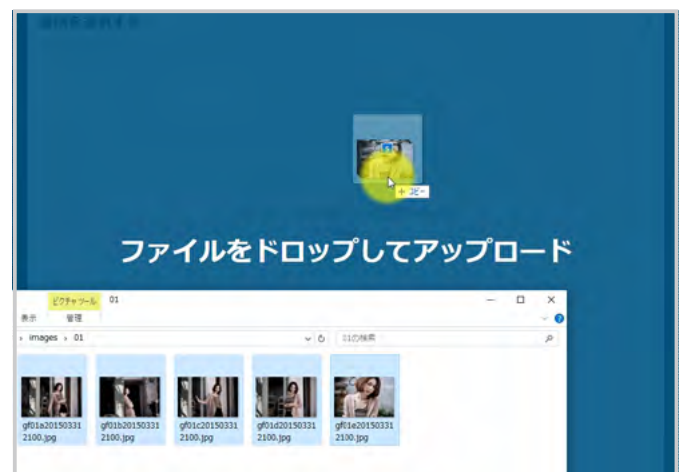 + コピー
ファイルをドロップしてアップロード
ピクチャ ツール
01
表示
管理
› images › 01
01の検索
gf01a20150331
2100.jpg
gf01b20150331
2100.jpg
gf01c20150331
2100.jpg
gf01d20150331
2100.jpg
gf01e20150331
2100.jpg